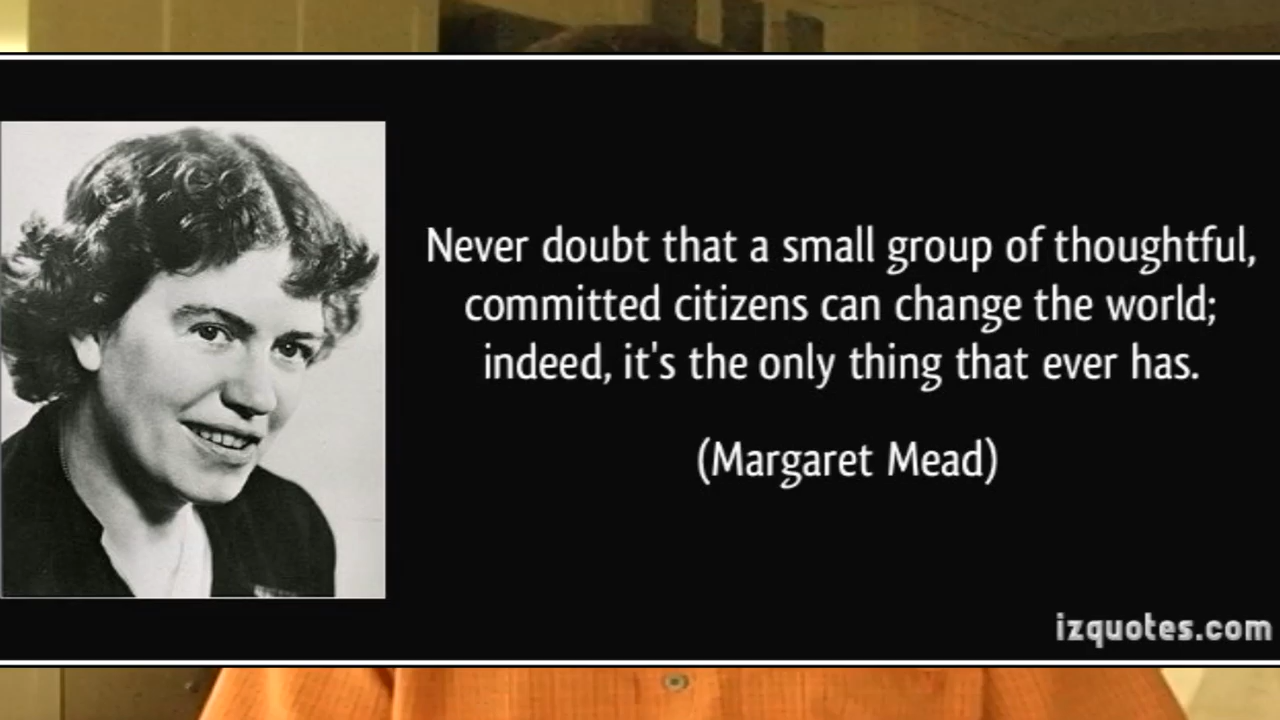 Never doubt that a small group of thoughtful,
committed citizens can change the world;
indeed, it's the only thing that ever has.
(Margaret Mead)
izquotes.com